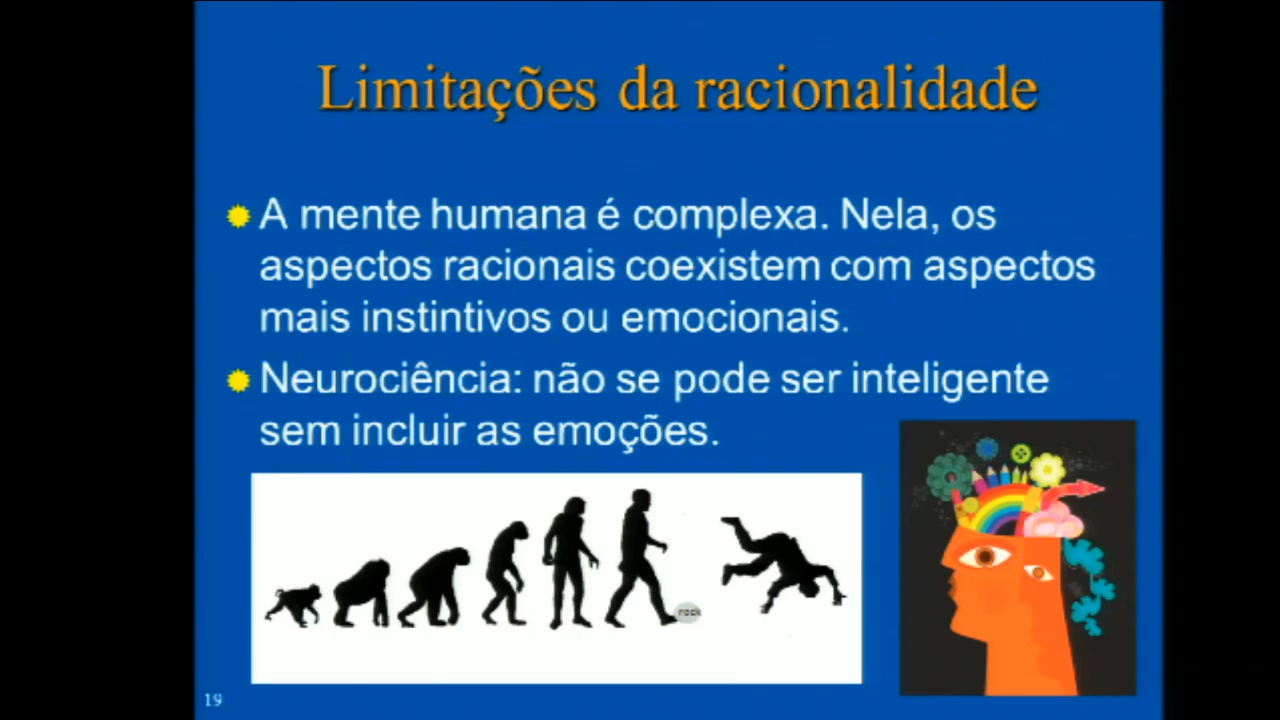 Limitações da racionalidade
A mente humana é complexa. Nela, os
aspectos racionais coexistem com aspectos
mais instintivos ou emocionais.
Neurociência: não se pode ser inteligente
sem incluir as emoções.
rock
19